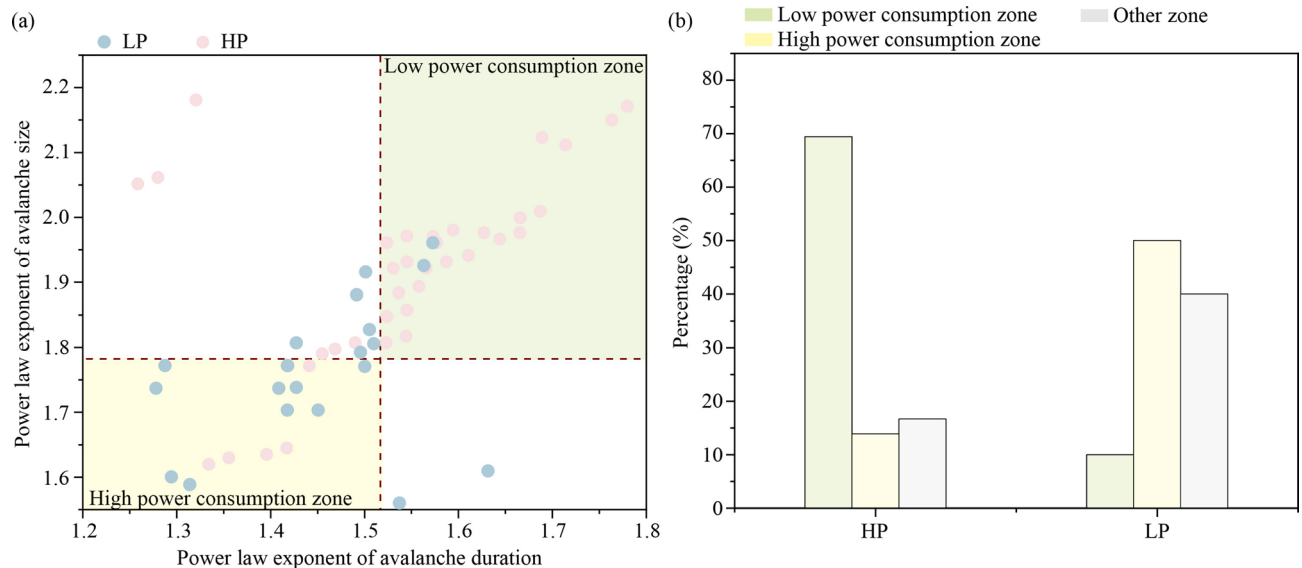 (a)
LP
HP
Low power consumption zone
2.2
2.1
2.0
1.9
1.8
1.7
1.6
Power law exponent of avalanche size
High power consumption zone
1.2
1.3
1.4
1.5
1.6
1.7
1.8
Power law exponent of avalanche duration
(b)
Low power consumption zone
Other zone
High power consumption zone
80
70
60
50
40
30
20
10
0
Percentage (%)
HP
LP